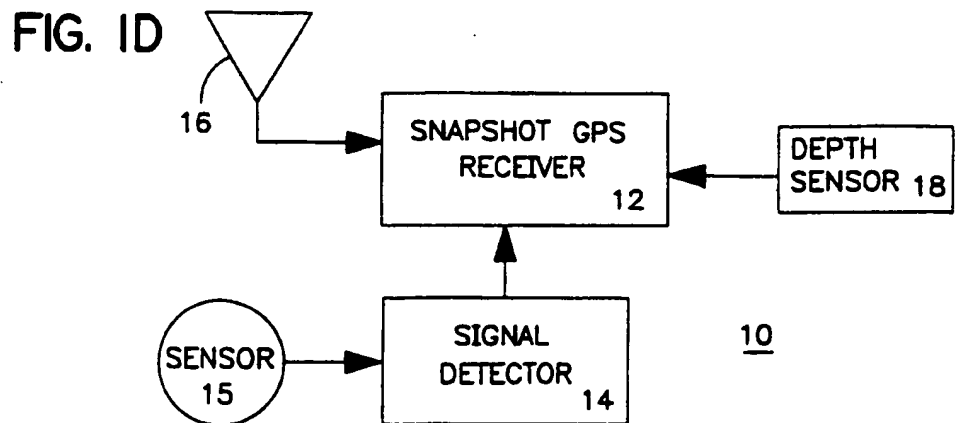 FIG. 1D
16
SNAPSHOT GPS
RECEIVER
12
DEPTH
SENSOR 18
SIGNAL
DETECTOR
14
SENSOR
15
10